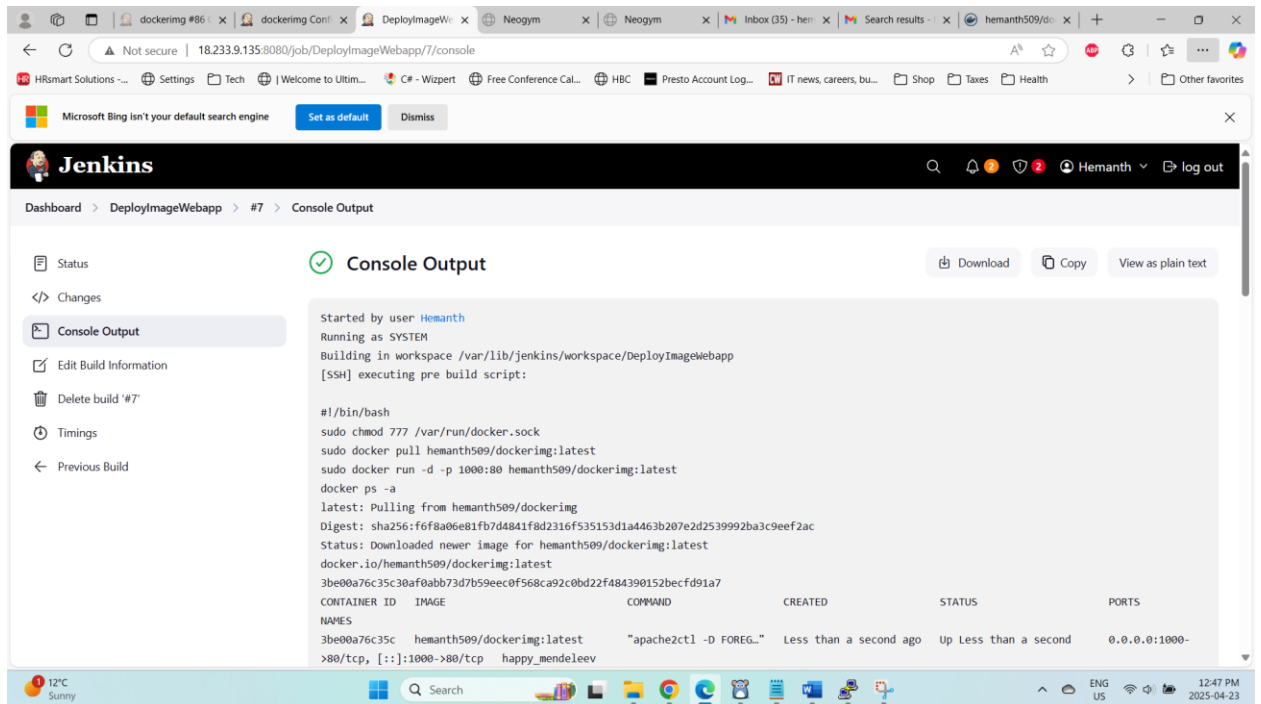 dockerimg #86 C
dockerimg Confi
DeployImageWe
Neogym
Neogym
Inbox (35) - hem
Search results -
hemanth509/do
Not secure | 18.233.9.135:8080/job/DeployImageWebapp/7/console
HRsmart Solutions -...
Settings
Tech
| Welcome to Ultim...
C# - Wizpert
Free Conference Cal...
HBC
Presto Account Log...
IT news, careers, bu...
Shop
Taxes
Health
Other favorites
Microsoft Bing isn't your default search engine
Set as default
Dismiss
Jenkins
2
2
Hemanth
log out
Dashboard > DeployImageWebapp > #7 > Console Output
Status
Changes
Console Output
Edit Build Information
Delete build '#7'
Timings
Previous Build
Console Output
Download
Copy
View as plain text
Started by user Hemanth
Running as SYSTEM
Building in workspace /var/lib/jenkins/workspace/DeployImageWebapp
[SSH] executing pre build script:
#!/bin/bash
sudo chmod 777 /var/run/docker.sock
sudo docker pull hemanth509/dockerimg:latest
sudo docker run -d -p 1000:80 hemanth509/dockerimg:latest
docker ps -a
latest: Pulling from hemanth509/dockerimg
Digest: sha256:f6f8a06e81fb7d4841f8d2316f535153d1a4463b207e2d2539992ba3c9eef2ac
Status: Downloaded newer image for hemanth509/dockerimg:latest
docker.io/hemanth509/dockerimg:latest
3be00a76c35c30af0abb73d7b59eec0f568ca92c0bd22f484390152becfd91a7
CONTAINER ID IMAGE COMMAND CREATED STATUS PORTS
NAMES
3be00a76c35c hemanth509/dockerimg:latest "apache2ctl -D FOREG…" Less than a second ago Up Less than a second 0.0.0.0:1000-
>80/tcp, [::]:1000->80/tcp happy_mendeleev
1
12°C
Sunny
Search
ENG
US
12:47 PM
2025-04-23